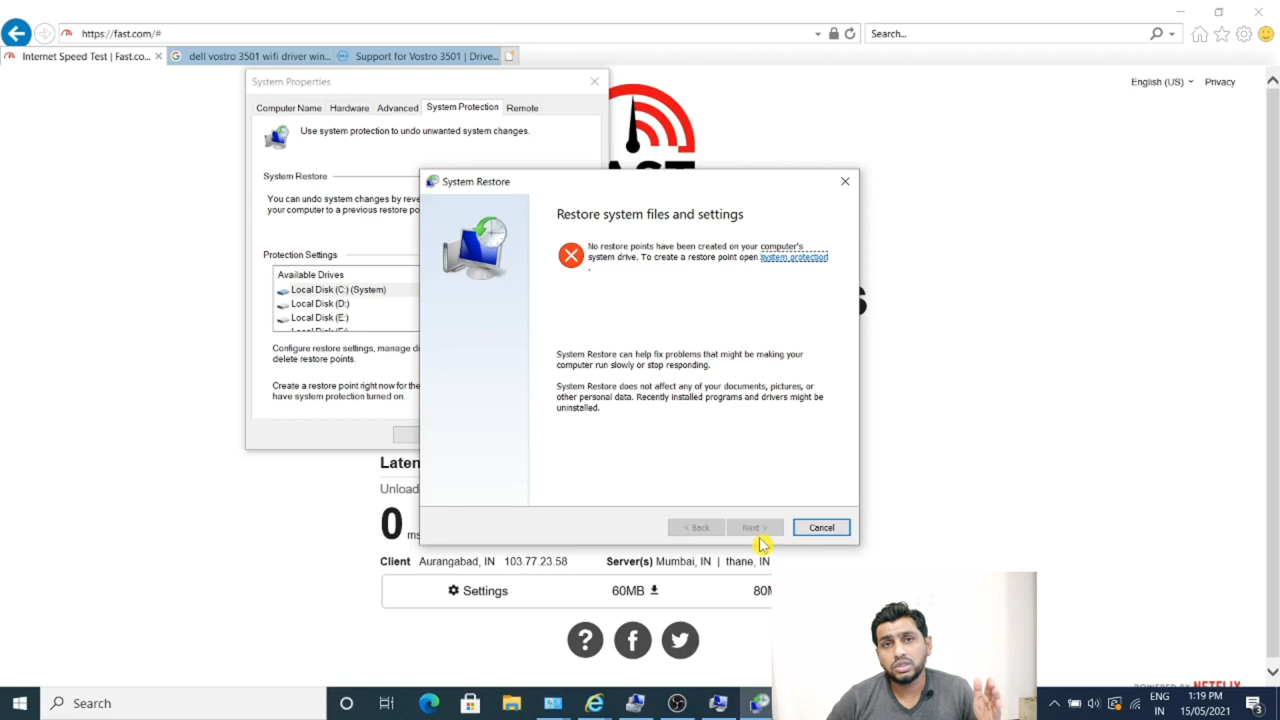 https://fast.com/#
Search...
Internet Speed Test | Fast.co...
dell vostro 3501 wifi driver win...
Support for Vostro 3501 | Drive...
English (US)
Privacy
System Properties
Computer Name
Hardware
Advanced
System Protection
Remote
Use system protection to undo unwanted system changes.
System Restore
You can undo system changes by reve
your computer to a previous restore po
Protection Settings
Available Drives
Local Disk (C:) (System)
Local Disk (D:)
Local Disk (E:)
Configure restore settings, manage di
delete restore points.
Create a restore point right now for the
have system protection turned on.
System Restore
Restore system files and settings
No restore points have been created on your computer's
system drive. To create a restore point open system protection
.
System Restore can help fix problems that might be making your
computer run slowly or stop responding.
System Restore does not affect any of your documents, pictures, or
other personal data. Recently installed programs and drivers might be
uninstalled.
< Back
Next >
Cancel
Laten
Unload
0 ms
Client Aurangabad, IN 103.77.23.58
Server(s) Mumbai, IN | thane, IN
Settings
60MB
80M
POWERED BY NETFLIX
Search
ENG
IN
1:19 PM
15/05/2021
3